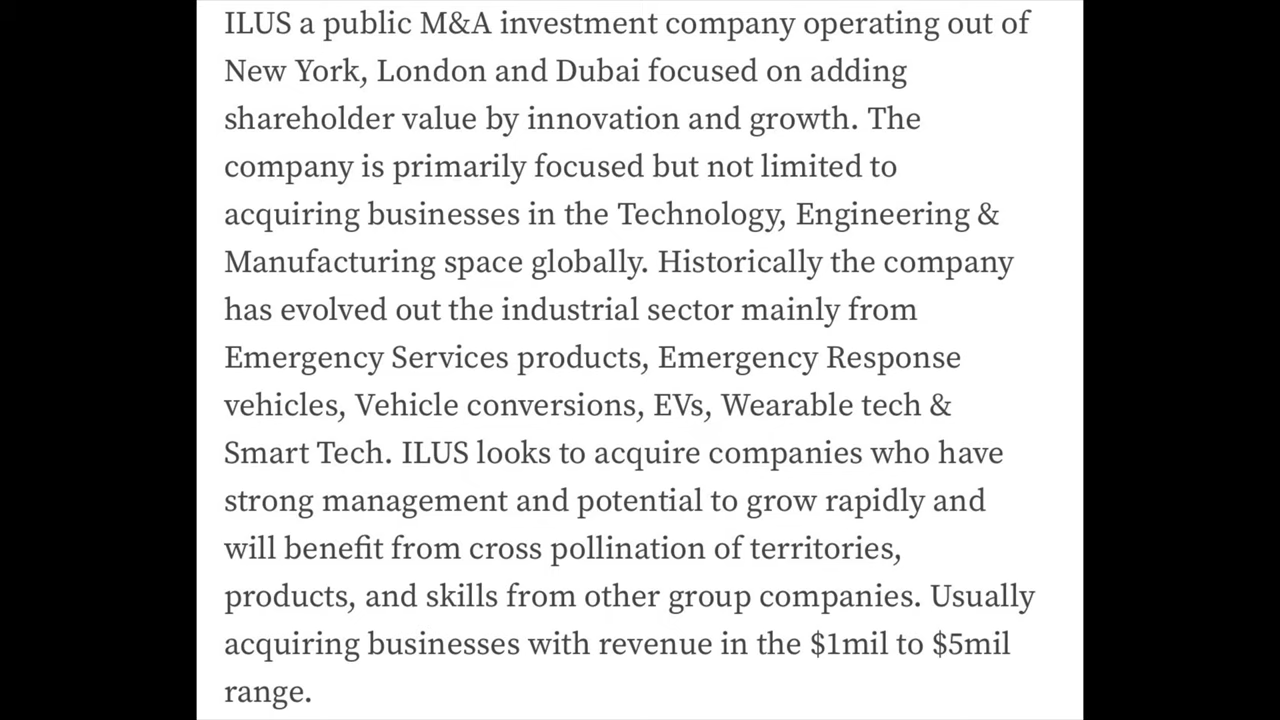 ILUS a public M&A investment company operating out of
New York, London and Dubai focused on adding
shareholder value by innovation and growth. The
company is primarily focused but not limited to
acquiring businesses in the Technology, Engineering &
Manufacturing space globally. Historically the company
has evolved out the industrial sector mainly from
Emergency Services products, Emergency Response
vehicles, Vehicle conversions, EVs, Wearable tech &
Smart Tech. ILUS looks to acquire companies who have
strong management and potential to grow rapidly and
will benefit from cross pollination of territories,
products, and skills from other group companies. Usually
acquiring businesses with revenue in the $1mil to $5mil
range.